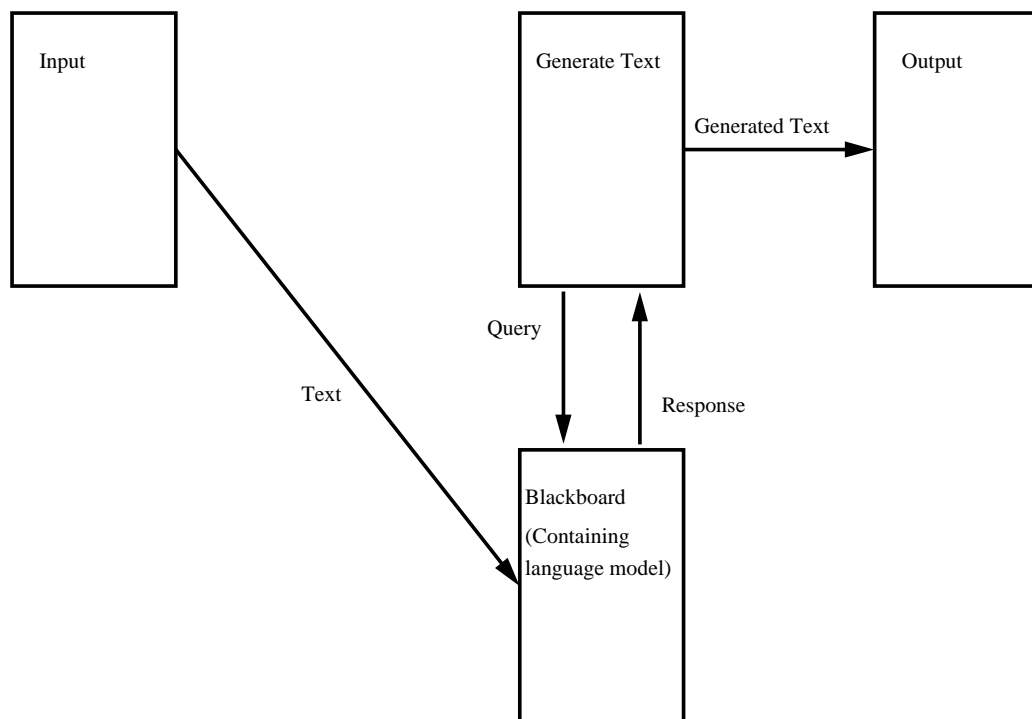 Input
Generate Text
Output
Generated Text
Query
Text
Response
Blackboard
(Containing
language model)